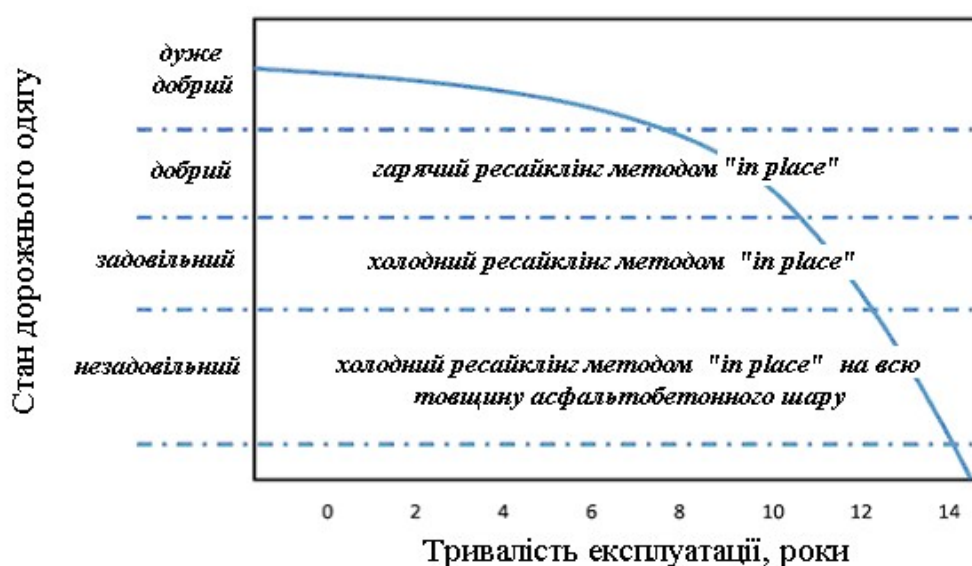 Стан дорожнього одягу
дуже
добрий
добрий
гарячий ресайклінг методом "in place"
задовільний
холодний ресайклінг методом "in place"
незадовільний
холодний ресайклінг методом "in place" на всю
товщину асфальтобетонного шару
0 2 4 6 8 10 12 14
Тривалість експлуатації, роки